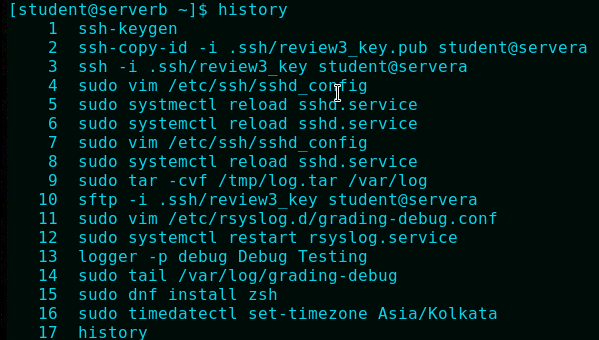 [student@serverb ~]$ history
1 ssh-keygen
2 ssh-copy-id -i .ssh/review3_key.pub student@servera
3 ssh -i .ssh/review3_key student@servera
4 sudo vim /etc/ssh/sshd_config
5 sudo systmectl reload sshd.service
6 sudo systemctl reload sshd.service
7 sudo vim /etc/ssh/sshd_config
8 sudo systemctl reload sshd.service
9 sudo tar -cvf /tmp/log.tar /var/log
10 sftp -i .ssh/review3_key student@servera
11 sudo vim /etc/rsyslog.d/grading-debug.conf
12 sudo systemctl restart rsyslog.service
13 logger -p debug Debug Testing
14 sudo tail /var/log/grading-debug
15 sudo dnf install zsh
16 sudo timedatectl set-timezone Asia/Kolkata
17 history